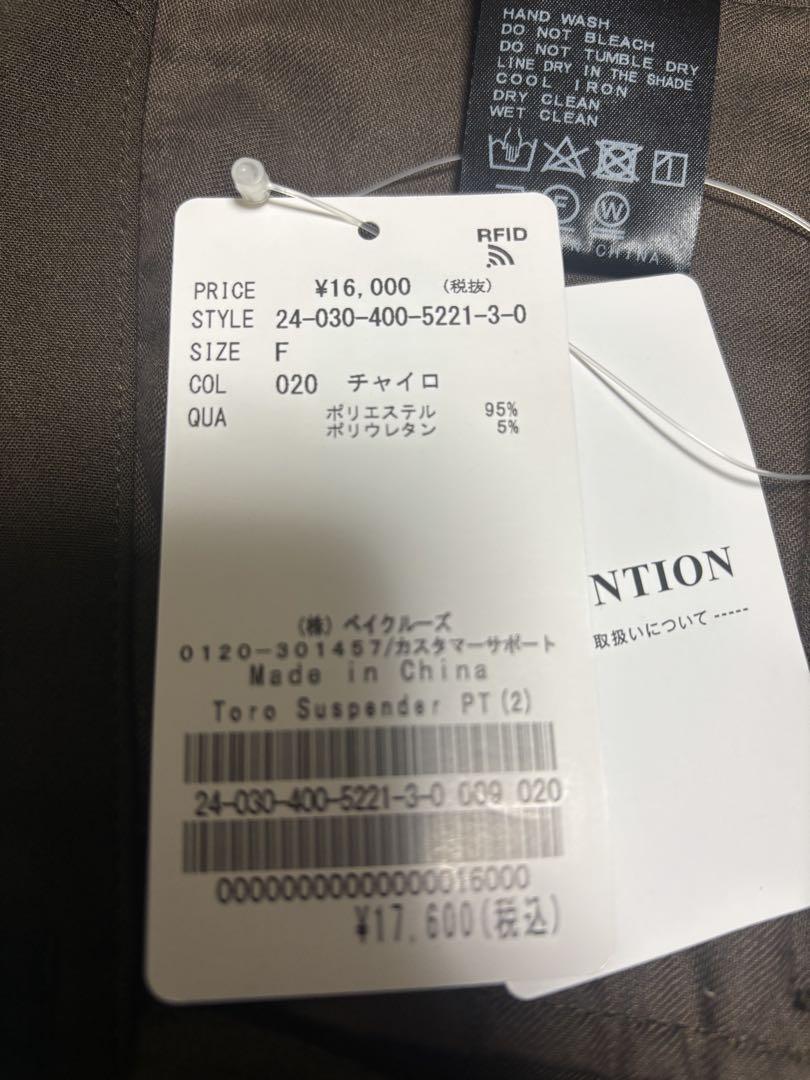 HAND WASH
DO NOT BLEACH
DO NOT TUMBLE DRY
LINE DRY IN THE SHADE
COOL IRON
DRY CLEAN
WET CLEAN
F W
CHINA
RFID
PRICE ¥16,000 (税抜)
STYLE 24-030-400-5221-3-0
SIZE F
COL 020 チャイロ
QUA ポリエステル 95%
ポリウレタン 5%
(株) ベイクルーズ
0120-301457/カスタマーサポート
Made in China
Toro Suspender PT(2)
24-030-400-5221-3-0 009 020
00000000000000016000
¥17,600(税込)
NTION
取扱いについて -----